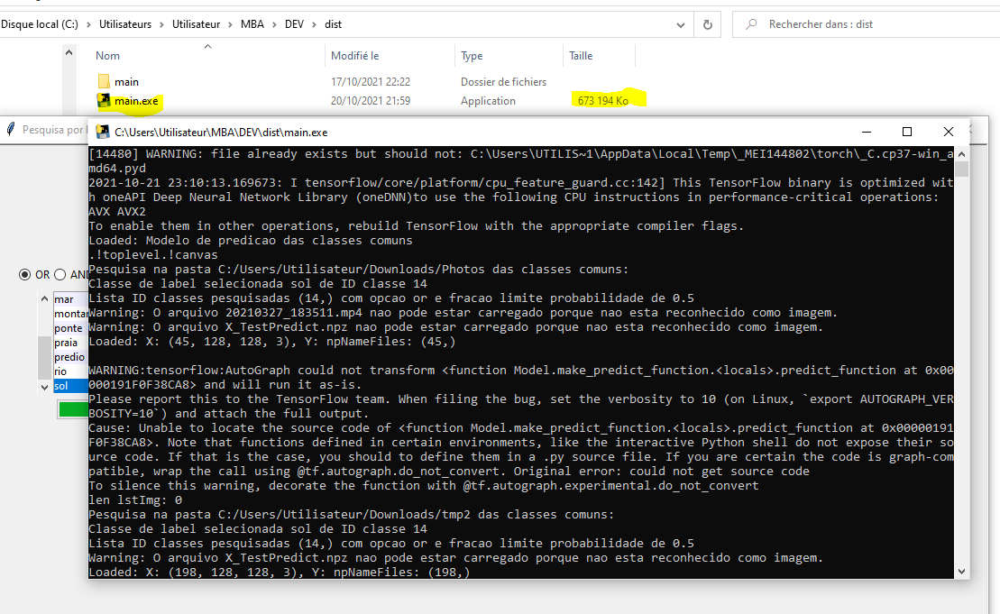 Disque local (C:) > Utilisateurs > Utilisateur > MBA > DEV > dist
Rechercher dans : dist
Nom Modifié le Type Taille
main 17/10/2021 22:22 Dossier de fichiers
main.exe 20/10/2021 21:59 Application 673 194 Ko
Pesquisa por
C:\Users\Utilisateur\MBA\DEV\dist\main.exe
[14480] WARNING: file already exists but should not: C:\Users\UTILIS~1\AppData\Local\Temp\_MEI144802\torch\_C.cp37-win_a
md64.pyd
2021-10-21 23:10:13.169673: I tensorflow/core/platform/cpu_feature_guard.cc:142] This TensorFlow binary is optimized wit
h oneAPI Deep Neural Network Library (oneDNN)to use the following CPU instructions in performance-critical operations:
AVX AVX2
To enable them in other operations, rebuild TensorFlow with the appropriate compiler flags.
Loaded: Modelo de predicao das classes comuns
.!toplevel.!canvas
Pesquisa na pasta C:/Users/Utilisateur/Downloads/Photos das classes comuns:
Classe de label selecionada sol de ID classe 14
Lista ID classes pesquisadas (14,) com opcao or e fracao limite probabilidade de 0.5
Warning: O arquivo 20210327_183511.mp4 nao pode estar carregado porque nao esta reconhecido como imagem.
Warning: O arquivo X_TestPredict.npz nao pode estar carregado porque nao esta reconhecido como imagem.
Loaded: X: (45, 128, 128, 3), Y: npNameFiles: (45,)
WARNING:tensorflow:AutoGraph could not transform <function Model.make_predict_function.<locals>.predict_function at 0x00
000191F0F38CA8> and will run it as-is.
Please report this to the TensorFlow team. When filing the bug, set the verbosity to 10 (on Linux, `export AUTOGRAPH_VER
BOSITY=10`) and attach the full output.
Cause: Unable to locate the source code of <function Model.make_predict_function.<locals>.predict_function at 0x00000191
F0F38CA8>. Note that functions defined in certain environments, like the interactive Python shell do not expose their so
urce code. If that is the case, you should to define them in a .py source file. If you are certain the code is graph-com
patible, wrap the call using @tf.autograph.do_not_convert. Original error: could not get source code
To silence this warning, decorate the function with @tf.autograph.experimental.do_not_convert
len lstImg: 0
Pesquisa na pasta C:/Users/Utilisateur/Downloads/tmp2 das classes comuns:
Classe de label selecionada sol de ID classe 14
Lista ID classes pesquisadas (14,) com opcao or e fracao limite probabilidade de 0.5
Warning: O arquivo X_TestPredict.npz nao pode estar carregado porque nao esta reconhecido como imagem.
Loaded: X: (198, 128, 128, 3), Y: npNameFiles: (198,)
OR AND
mar
montan
ponte
praia
predio
rio
sol